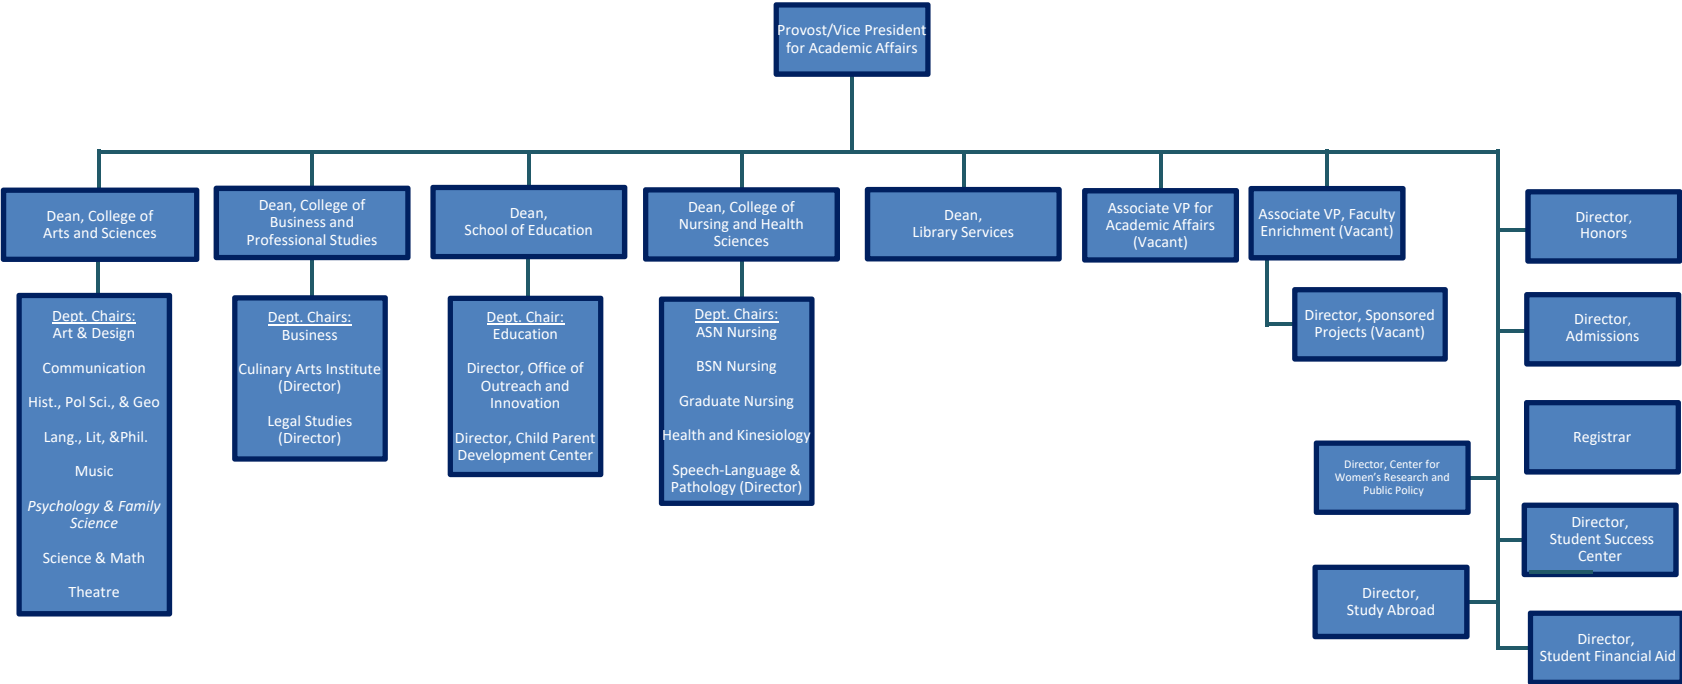 Provost/Vice President
for Academic Affairs
Dean, College of
Arts and Sciences
Dean, College of
Business and
Professional Studies
Dean,
School of Education
Dean, College of
Nursing and Health
Sciences
Dean,
Library Services
Associate VP for
Academic Affairs
(Vacant)
Associate VP, Faculty
Enrichment (Vacant)
Director,
Honors
Dept. Chairs:
Art & Design
Communication
Hist., Pol Sci., & Geo
Lang., Lit, &Phil.
Music
Psychology & Family
Science
Science & Math
Theatre
Dept. Chairs:
Business
Culinary Arts Institute
(Director)
Legal Studies
(Director)
Dept. Chair:
Education
Director, Office of
Outreach and
Innovation
Director, Child Parent
Development Center
Dept. Chairs:
ASN Nursing
BSN Nursing
Graduate Nursing
Health and Kinesiology
Speech-Language &
Pathology (Director)
Director, Sponsored
Projects (Vacant)
Director,
Admissions
Registrar
Director, Center for
Women's Research and
Public Policy
Director,
Student Success
Center
Director,
Study Abroad
Director,
Student Financial Aid